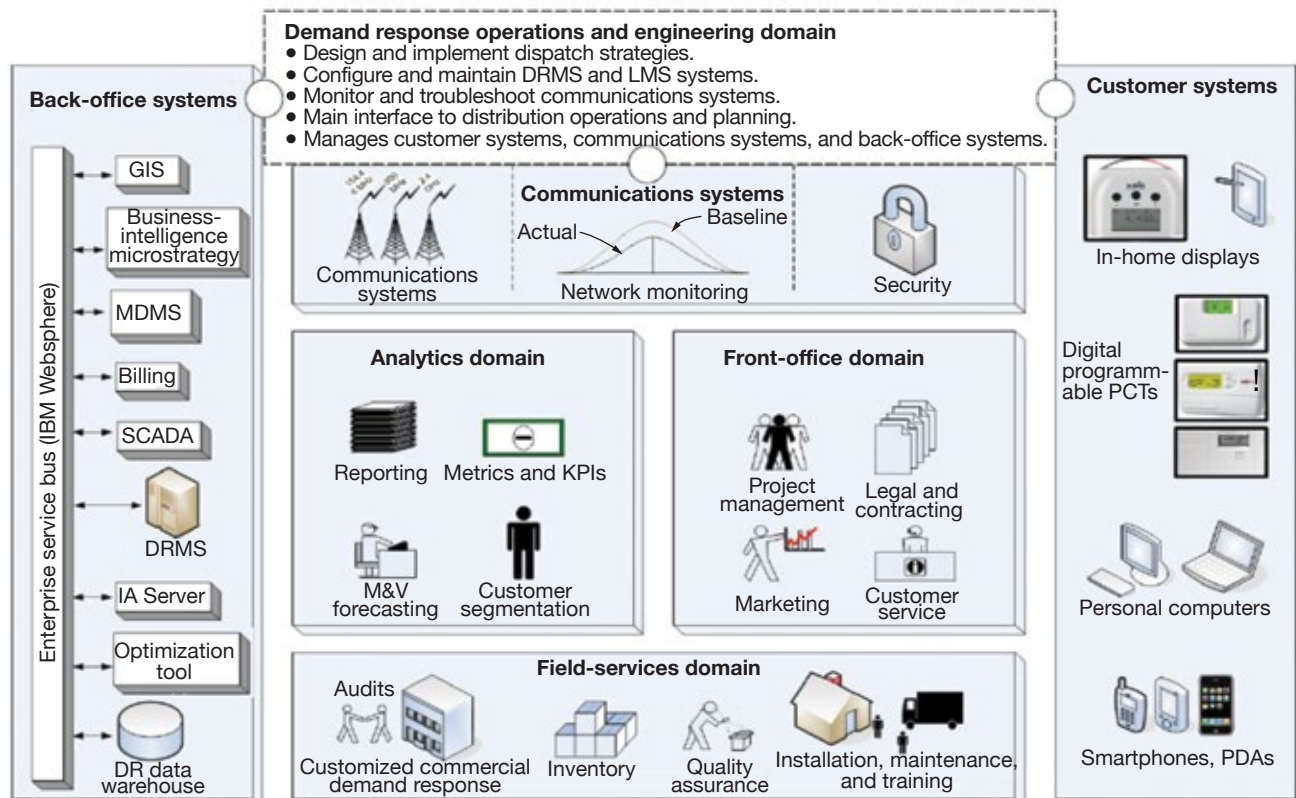 Demand response operations and engineering domain
• Design and implement dispatch strategies.
• Configure and maintain DRMS and LMS systems.
• Monitor and troubleshoot communications systems.
• Main interface to distribution operations and planning.
• Manages customer systems, communications systems, and back-office systems.
Back-office systems
Enterprise service bus (IBM Websphere)
GIS
Business-
intelligence
microstrategy
MDMS
Billing
SCADA
DRMS
IA Server
Optimization
tool
DR data
warehouse
Communications systems
Communications
systems
Actual
Baseline
Network monitoring
Security
Analytics domain
Reporting
Metrics and KPIs
M&V
forecasting
Customer
segmentation
Front-office domain
Project
management
Legal and
contracting
Marketing
Customer
service
Field-services domain
Audits
Customized commercial
demand response
Inventory
Quality
assurance
Installation, maintenance,
and training
Customer systems
In-home displays
Digital
programm-
able PCTs
!
Personal computers
Smartphones, PDAs